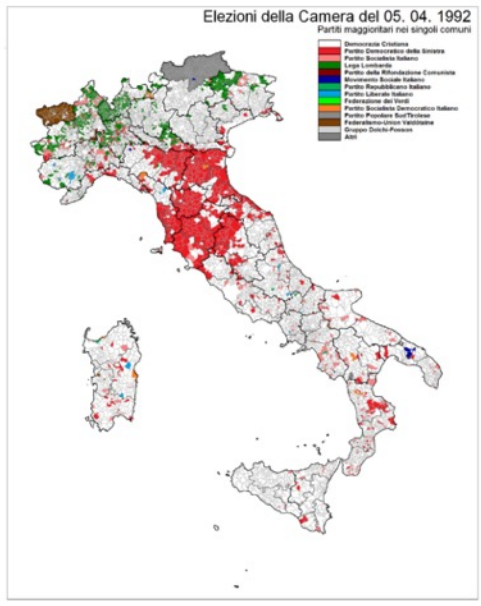 Elezioni della Camera del 05. 04. 1992
Partiti maggioritari nei singoli comuni
Democrazia Cristiana
Partito Democratico della Sinistra
Partito Socialista Italiano
Lega Lombarda
Partito della Rifondazione Comunista
Movimento Sociale Italiano
Partito Repubblicano Italiano
Partito Liberale Italiano
Federazione dei Verdi
Partito Socialista Democratico Italiano
Partito Popolare SudTirolese
Federalismo-Union Valdôtaine
Gruppo
Altri